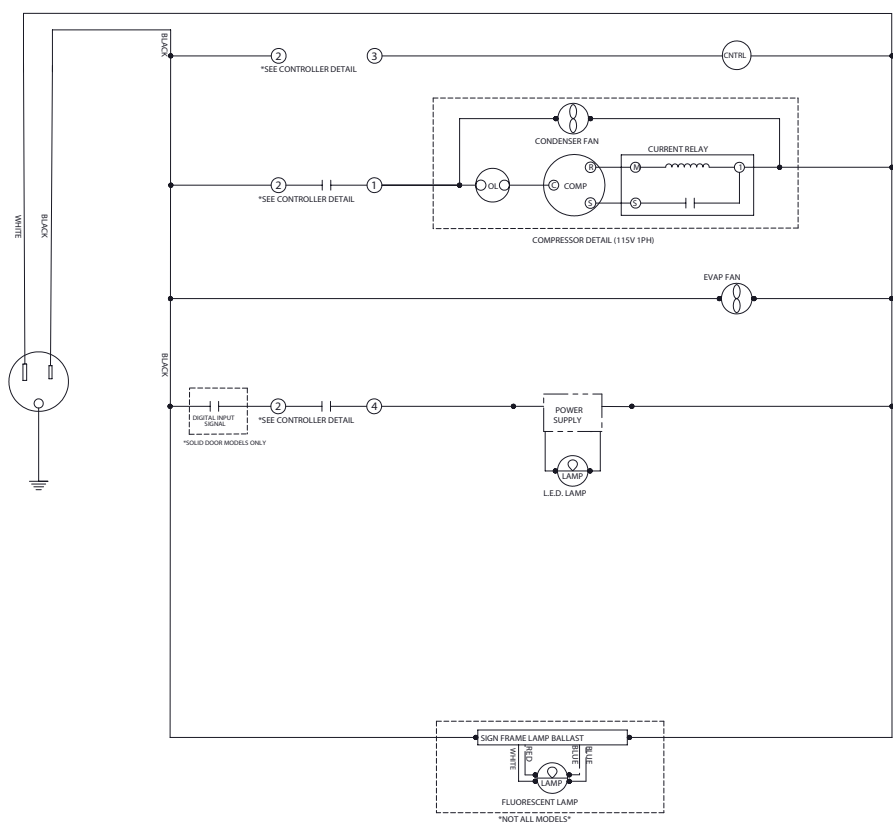 BLACK
2
3
CNTRL
*SEE CONTROLLER DETAIL
CONDENSER FAN
CURRENT RELAY
R
M
1
2
1
OL
C
COMP
*SEE CONTROLLER DETAIL
S
S
WHITE
BLACK
COMPRESSOR DETAIL (115V 1PH)
EVAP FAN
BLACK
2
4
POWER
SUPPLY
DIGITAL INPUT
SIGNAL
*SEE CONTROLLER DETAIL
*SOLID DOOR MODELS ONLY
LAMP
L.E.D. LAMP
SIGN FRAME LAMP BALLAST
WHITE
RED
BLUE
BLUE
LAMP
FLUORESCENT LAMP
*NOT ALL MODELS*